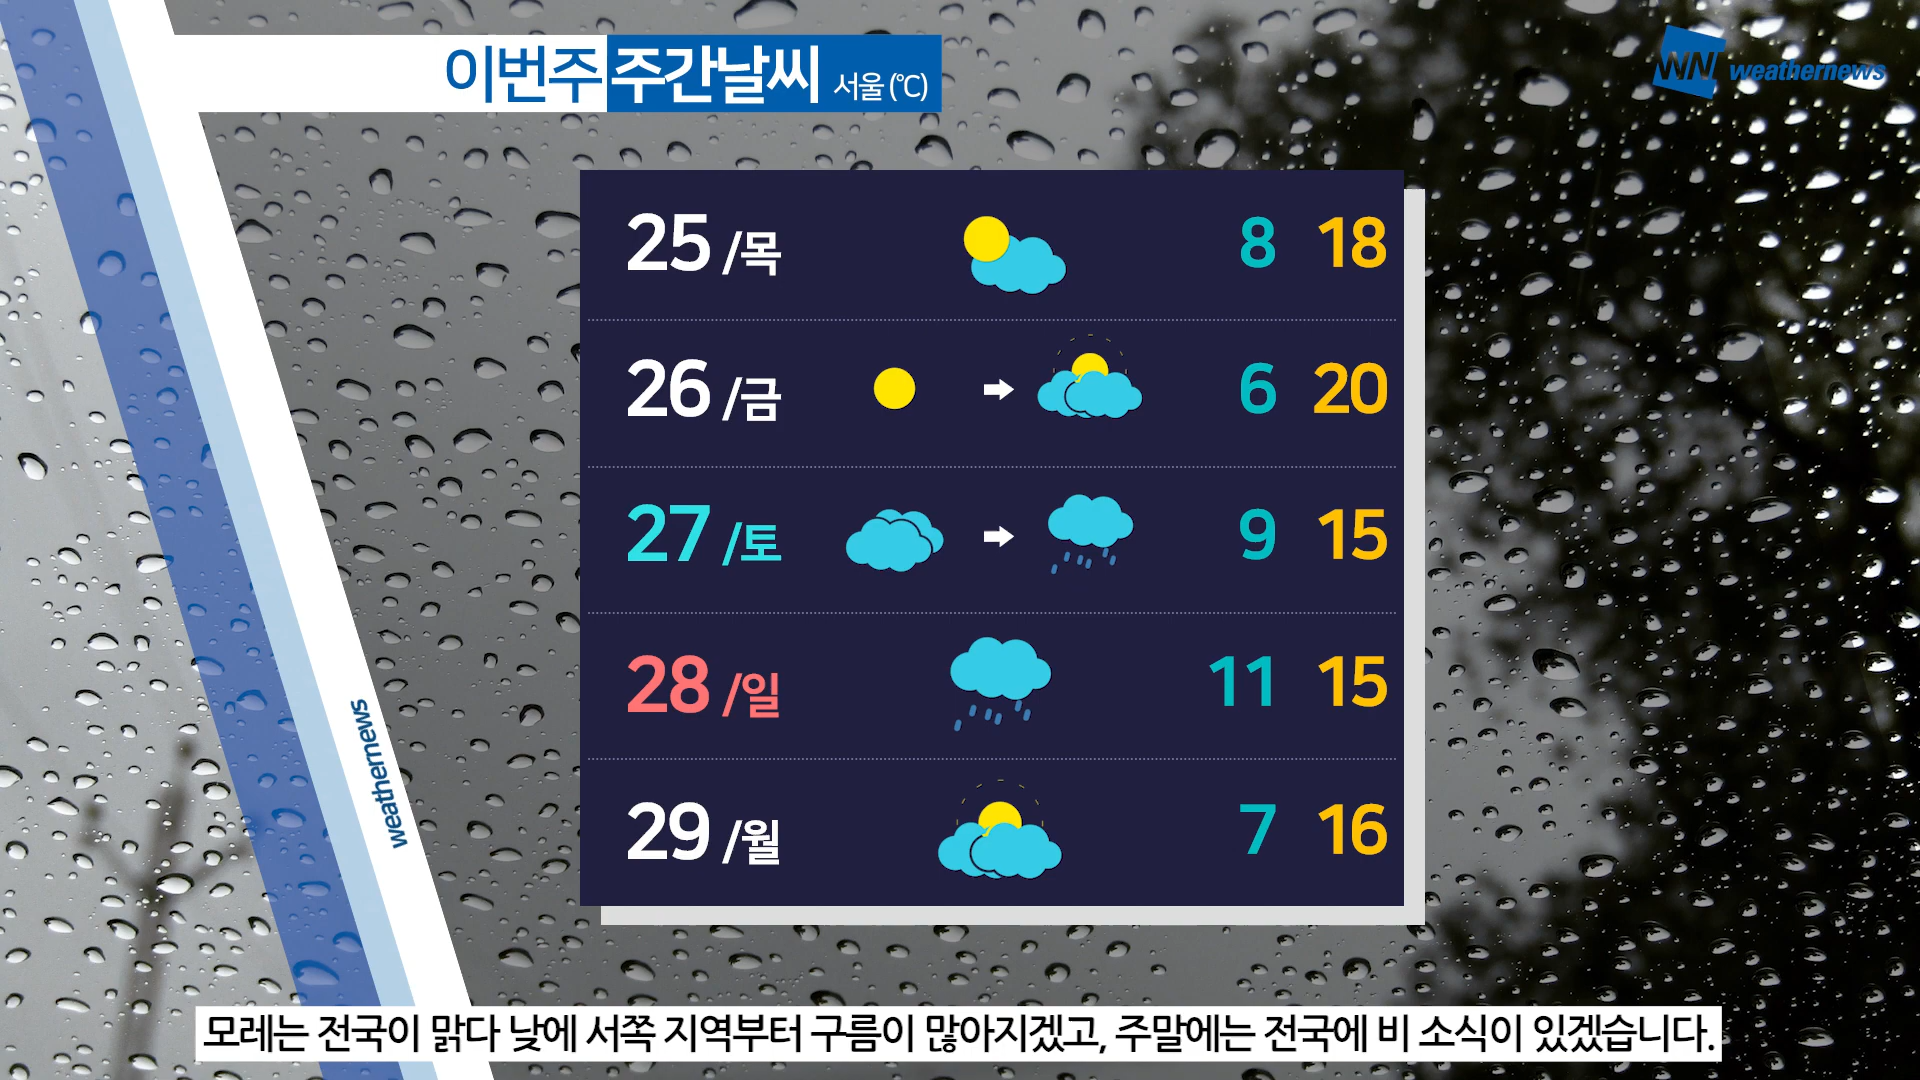 이번주 주간날씨 서울 (℃)
WNI weathernews
25 /목 8 18
26 /금 6 20
27 /토 9 15
28 /일 11 15
29 /월 7 16
weathernews
모레는 전국이 맑다 낮에 서쪽 지역부터 구름이 많아지겠고, 주말에는 전국에 비 소식이 있겠습니다.